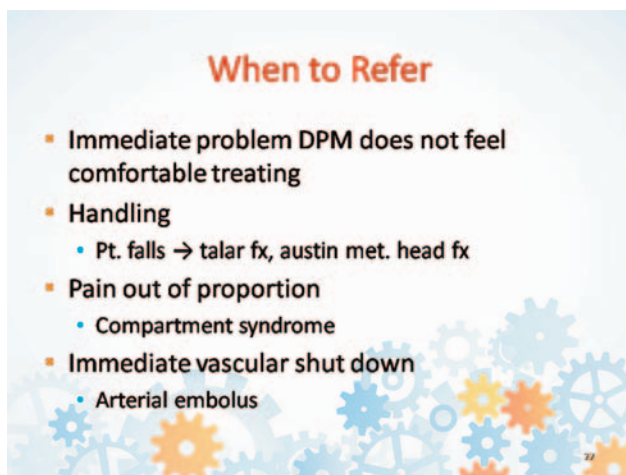 When to Refer
Immediate problem DPM does not feel
comfortable treating
Handling
Pt. falls → talar fx, austin met. head fx
Pain out of proportion
Compartment syndrome
Immediate vascular shut down
Arterial embolus